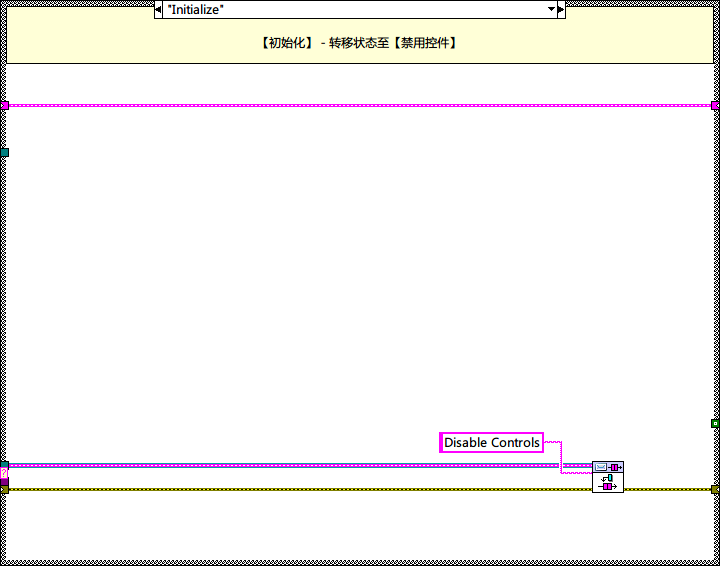 "Initialize"
【初始化】 - 转移状态至【禁用控件】
Disable Controls
?